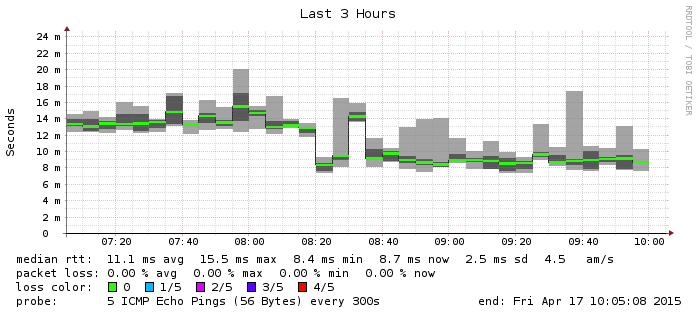 Last 3 Hours
RRDTOOL / TOBI OETIKER
Seconds
24 m
22 m
20 m
18 m
16 m
14 m
12 m
10 m
8 m
6 m
4 m
2 m
0
07:20 07:40 08:00 08:20 08:40 09:00 09:20 09:40 10:00
median rtt: 11.1 ms avg 15.5 ms max 8.4 ms min 8.7 ms now 2.5 ms sd 4.5 am/s
packet loss: 0.00 % avg 0.00 % max 0.00 % min 0.00 % now
loss color: 0 1/5 2/5 3/5 4/5
probe: 5 ICMP Echo Pings (56 Bytes) every 300s end: Fri Apr 17 10:05:08 2015